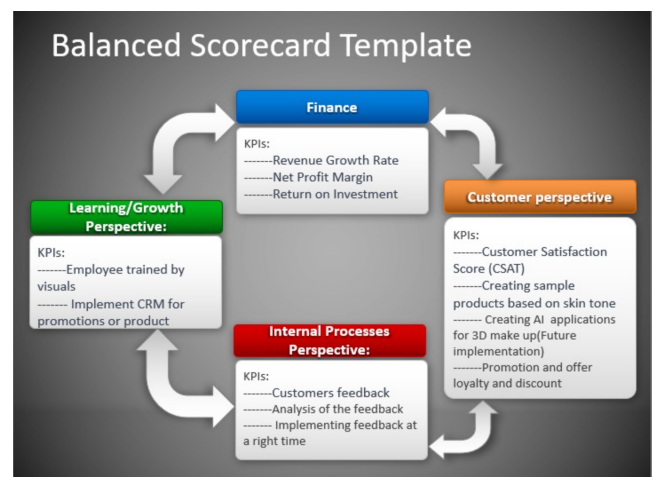 Balanced Scorecard Template
Finance
KPIs:
-------Revenue Growth Rate
-------Net Profit Margin
-------Return on Investment
Learning/Growth
Perspective:
KPIs:
-------Employee trained by
visuals
------- Implement CRM for
promotions or product
Customer perspective
KPIs:
-------Customer Satisfaction
Score (CSAT)
-------Creating sample
products based on skin tone
------- Creating AI applications
for 3D make up(Future
implementation)
-------Promotion and offer
loyalty and discount
Internal Processes
Perspective:
KPIs:
-------Customers feedback
-------Analysis of the feedback
------- Implementing feedback at
a right time